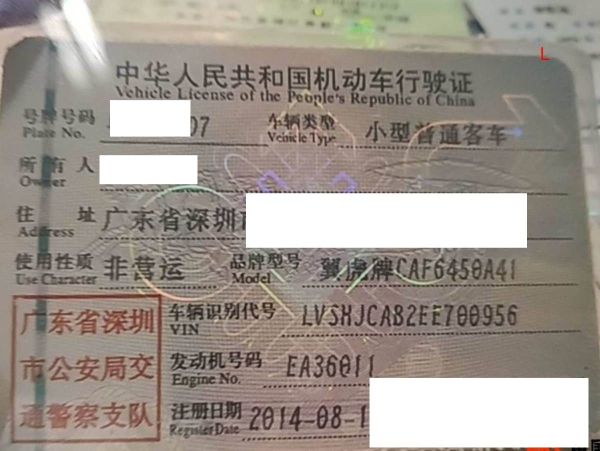 L
中华人民共和国机动车行驶证
Vehicle License of the People's Republic of China
号牌号码 07 车辆类型 小型普通客车
Plate No. Vehicle Type
所有人
Owner
住址 广东省深圳市
Address
使用性质 非营运 品牌型号 翼虎牌CAF6450A41
Use Character Model
广东省深圳 车辆识别代号 LVSHJCAB2EE700956
VIN
市公安局交 发动机号码 EA36011
Engine No.
通警察支队 注册日期 2014-08-1
Register Date